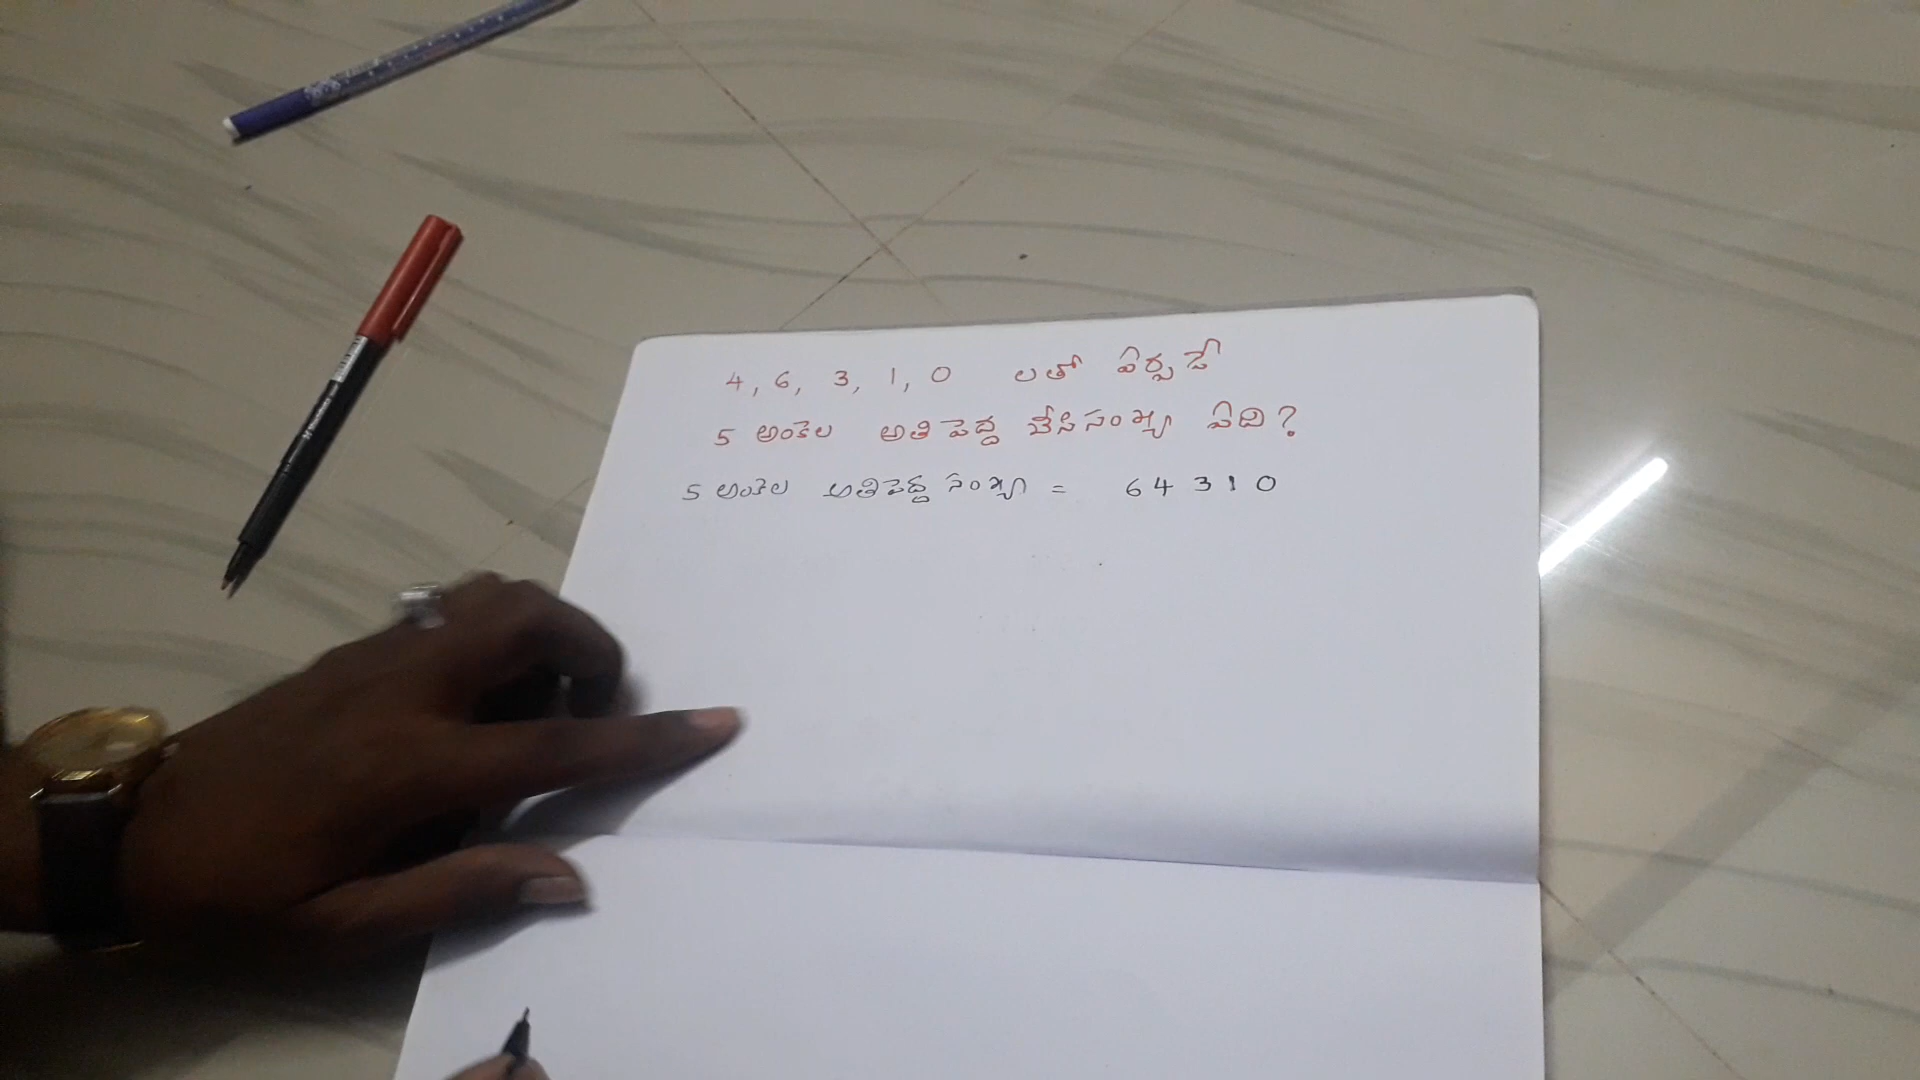 4, 6, 3, 1, 0 లతో ఏర్పడే
5 అంకెల అతి పెద్ద బేసిసంఖ్య ఏది?
5 అంకెల అతిపెద్ద సంఖ్య = 64310